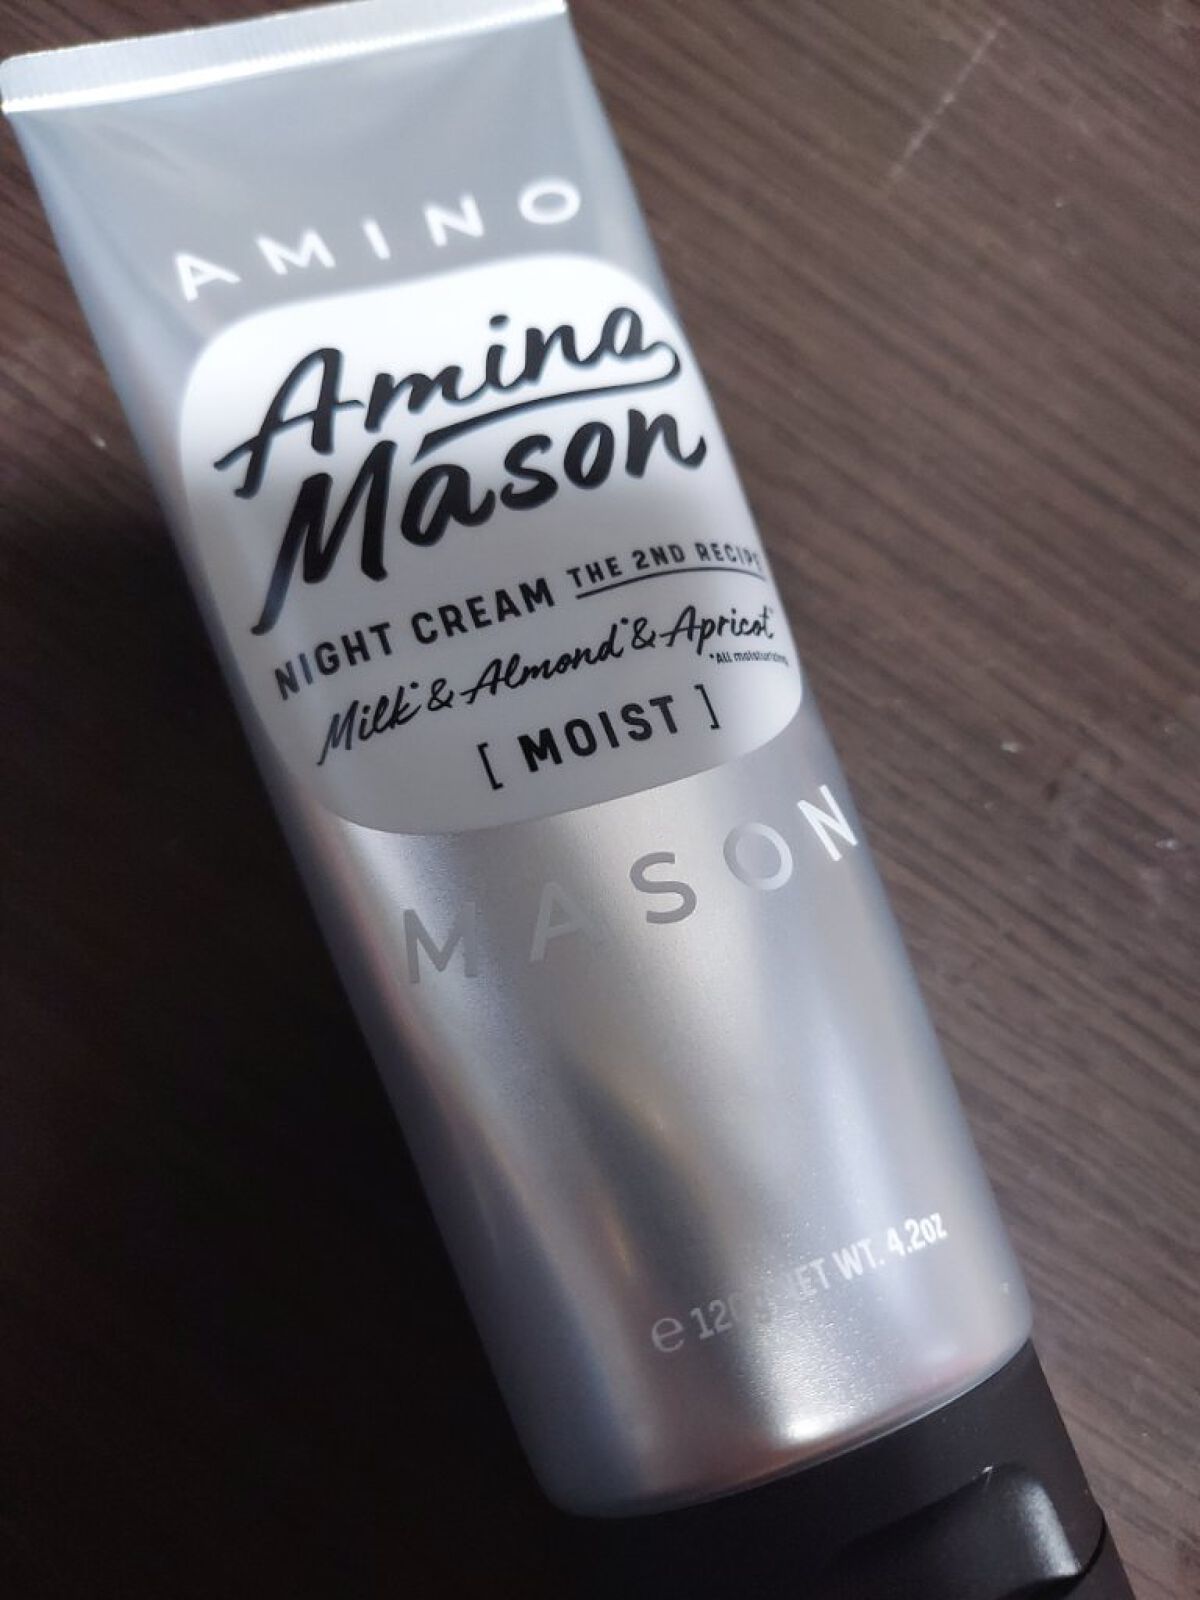 AMINO
Amino
Mason
NIGHT CREAM THE 2ND RECIPE
Milk* & Almond* & Apricot*
*All moisturizing
[ MOIST ]
MASON
e 120g NET WT. 4.2oz